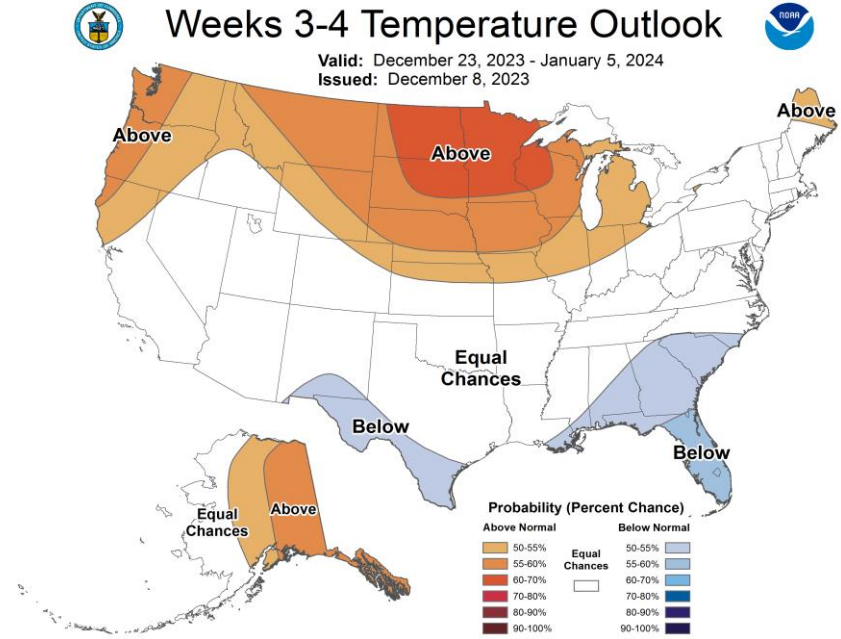 Weeks 3-4 Temperature Outlook
NOAA
Valid: December 23, 2023 - January 5, 2024
Issued: December 8, 2023
Above
Above
Above
Equal
Chances
Below
Below
Equal
Chances
Above
Probability (Percent Chance)
Above Normal
Below Normal
50-55%
55-60%
60-70%
70-80%
80-90%
90-100%
Equal
Chances
50-55%
55-60%
60-70%
70-80%
80-90%
90-100%